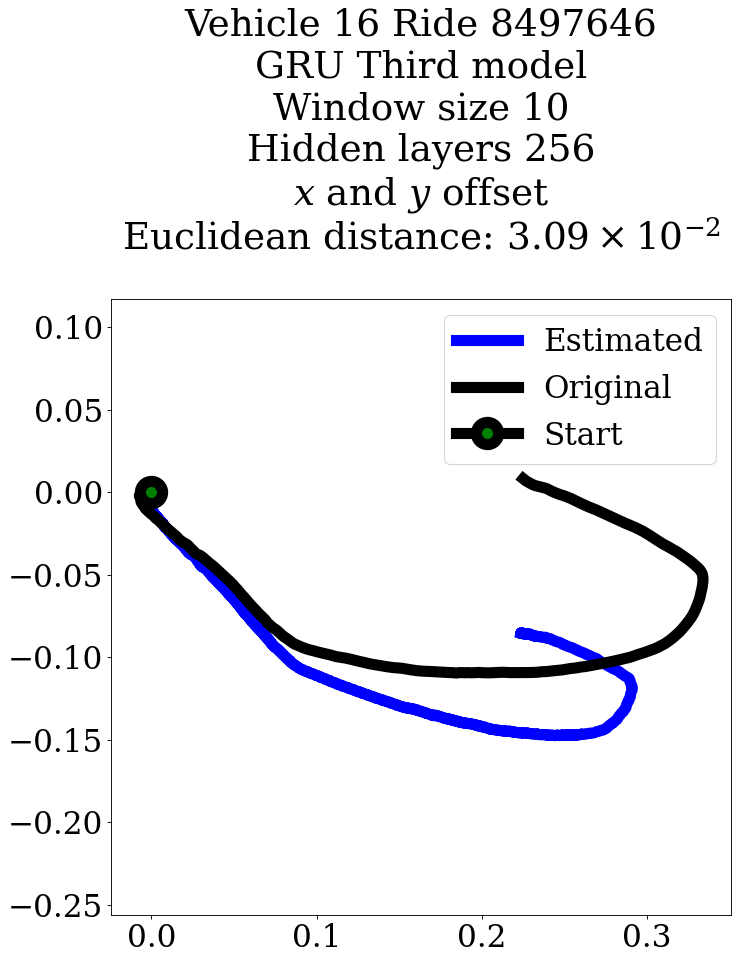 Vehicle 16 Ride 8497646
GRU Third model
Window size 10
Hidden layers 256
x and y offset
Euclidean distance: 3.09 × 10⁻²
Estimated
Original
Start
0.10
0.05
0.00
−0.05
−0.10
−0.15
−0.20
−0.25
0.0 0.1 0.2 0.3